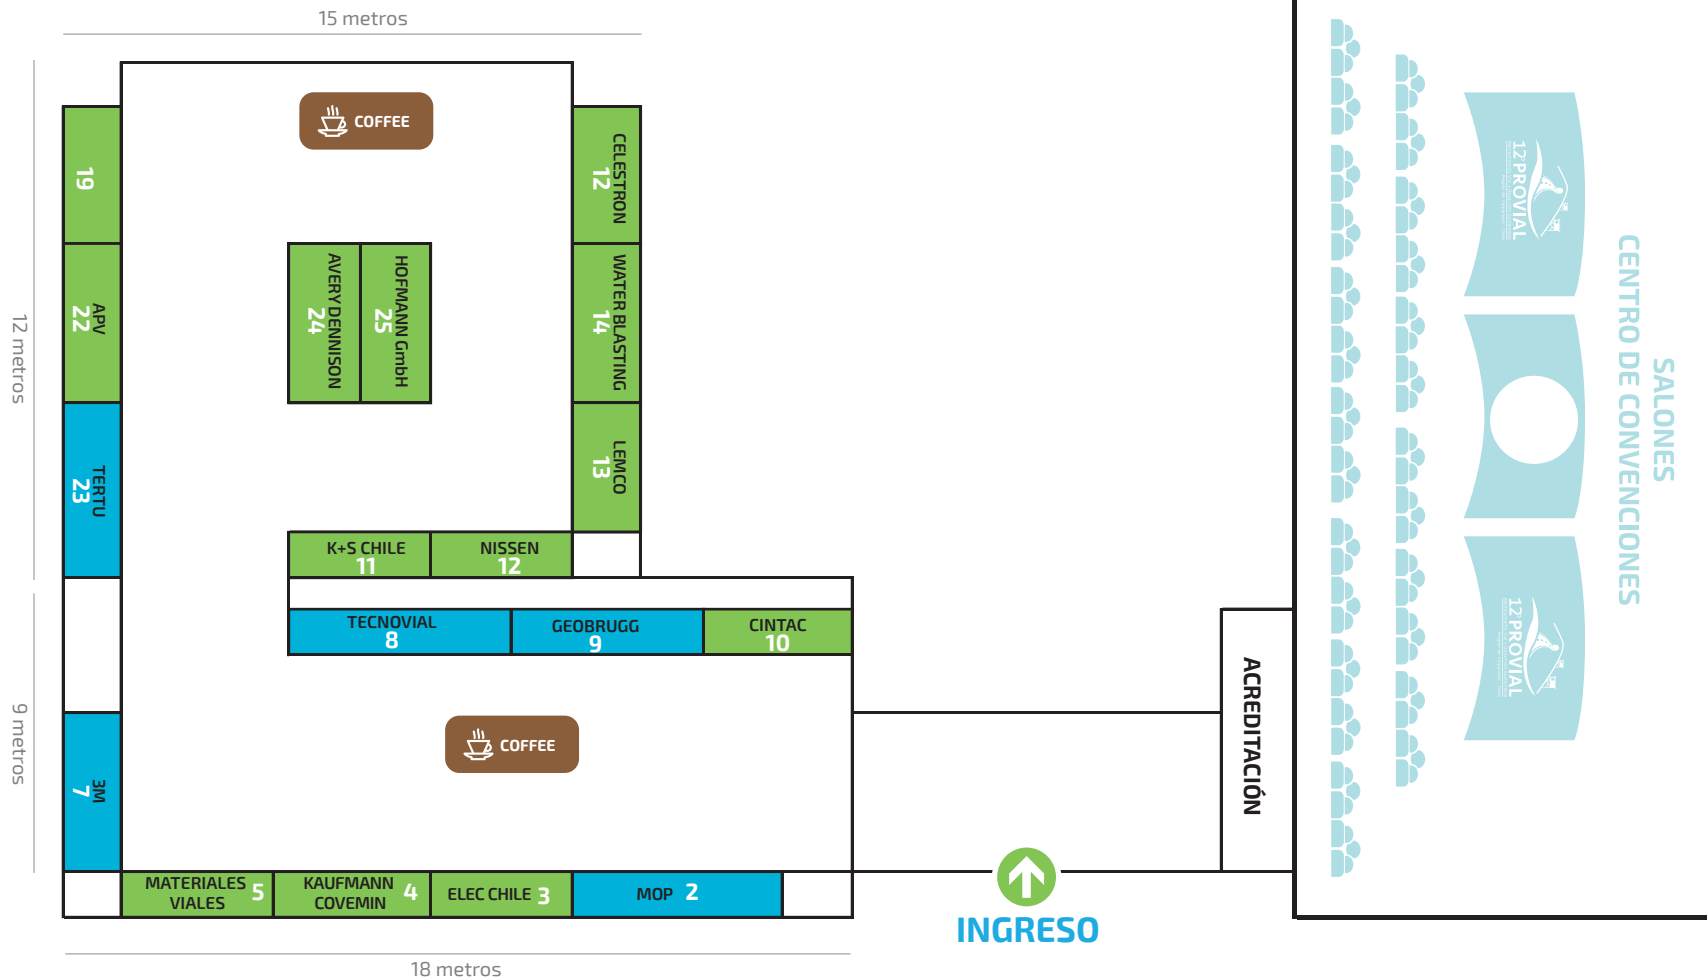 15 metros
COFFEE
19
CELESTRON
12
APV
22
AVERY DENNISON
24
HOFMANN GmbH
25
WATER BLASTING
14
12 metros
TERTU
23
LEMCO
13
K+S CHILE
11
NISSEN
12
TECNOVIAL
8
GEOBRUGG
9
CINTAC
10
9 metros
3M
7
COFFEE
MATERIALES
VIALES
5
KAUFMANN
COVEMIN
4
ELEC CHILE 3
MOP 2
18 metros
INGRESO
ACREDITACIÓN
12°PROVIAL
12°PROVIAL
SALONES
CENTRO DE CONVENCIONES